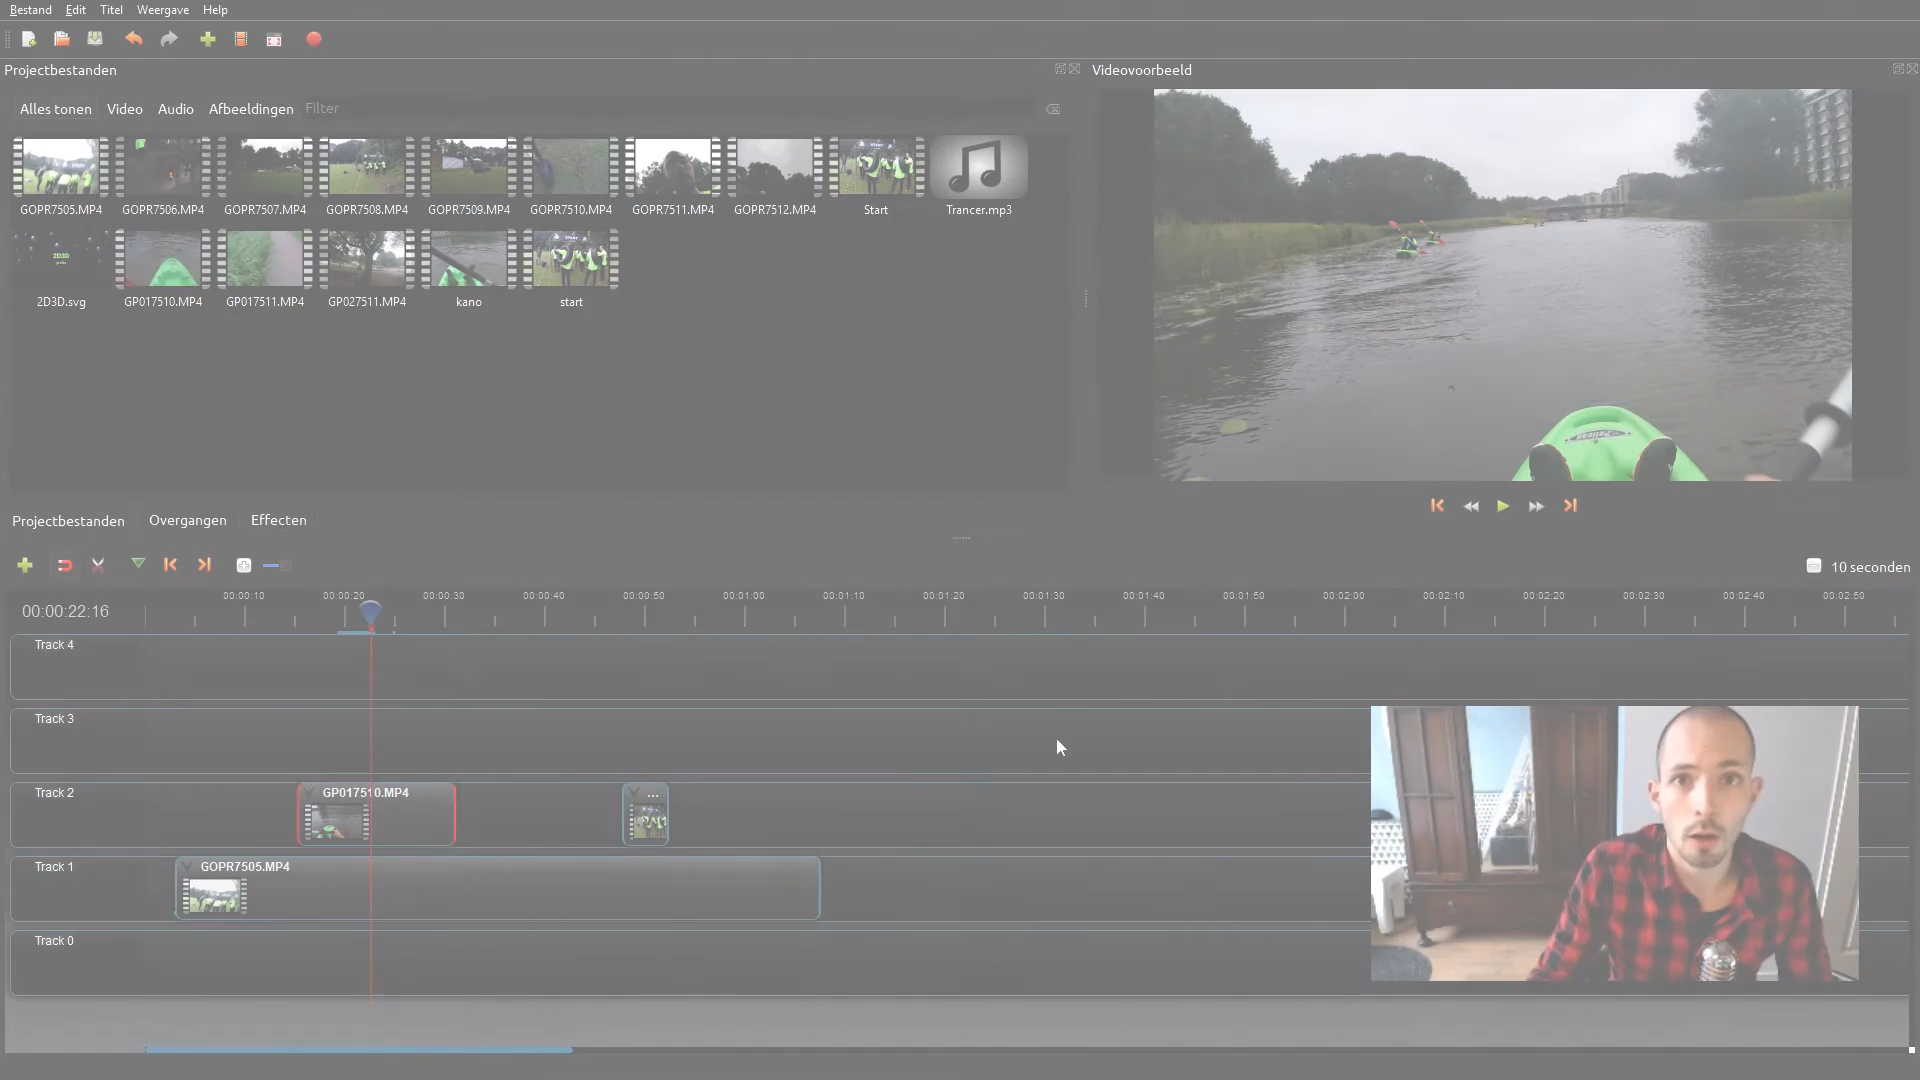 Bestand Edit Titel Weergave Help
Projectbestanden
Videovoorbeeld
Alles tonen Video Audio Afbeeldingen Filter
GOPR7505.MP4 GOPR7506.MP4 GOPR7507.MP4 GOPR7508.MP4 GOPR7509.MP4 GOPR7510.MP4 GOPR7511.MP4 GOPR7512.MP4 Start Trancer.mp3
2D3D
2D3D.svg GP017510.MP4 GP017511.MP4 GP027511.MP4 kano start
Pelican
Projectbestanden Overgangen Effecten
10 seconden
00:00:22:16
00:00:10 00:00:20 00:00:30 00:00:40 00:00:50 00:01:00 00:01:10 00:01:20 00:01:30 00:01:40 00:01:50 00:02:00 00:02:10 00:02:20 00:02:30 00:02:40 00:02:50
Track 4
Track 3
Track 2
GP017510.MP4
...
Track 1
GOPR7505.MP4
Track 0